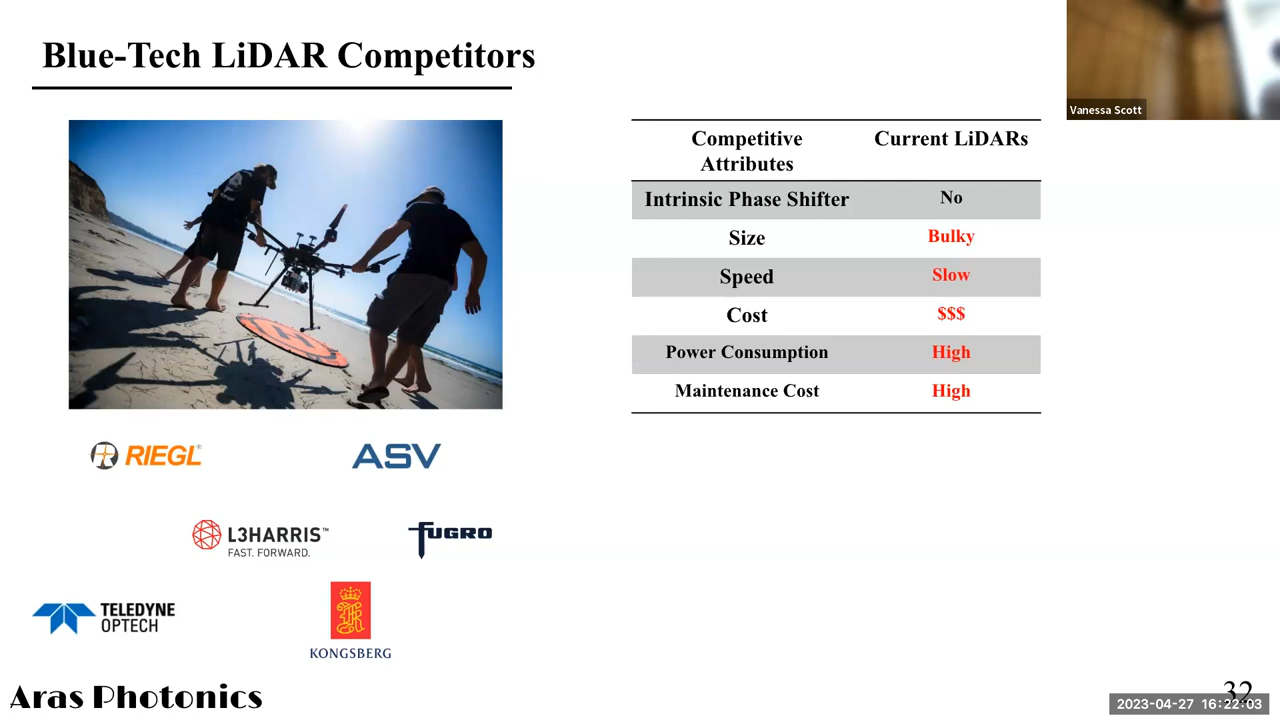 Blue-Tech LiDAR Competitors
Vanessa Scott
Competitive Attributes
Current LiDARs
Intrinsic Phase Shifter
No
Size
Bulky
Speed
Slow
Cost
$$$
Power Consumption
High
Maintenance Cost
High
RIEGL®
ASV
L3HARRIS™
FAST. FORWARD.
FUGRO
TELEDYNE
OPTECH
KONGSBERG
Aras Photonics
32
2023-04-27 16:22:03